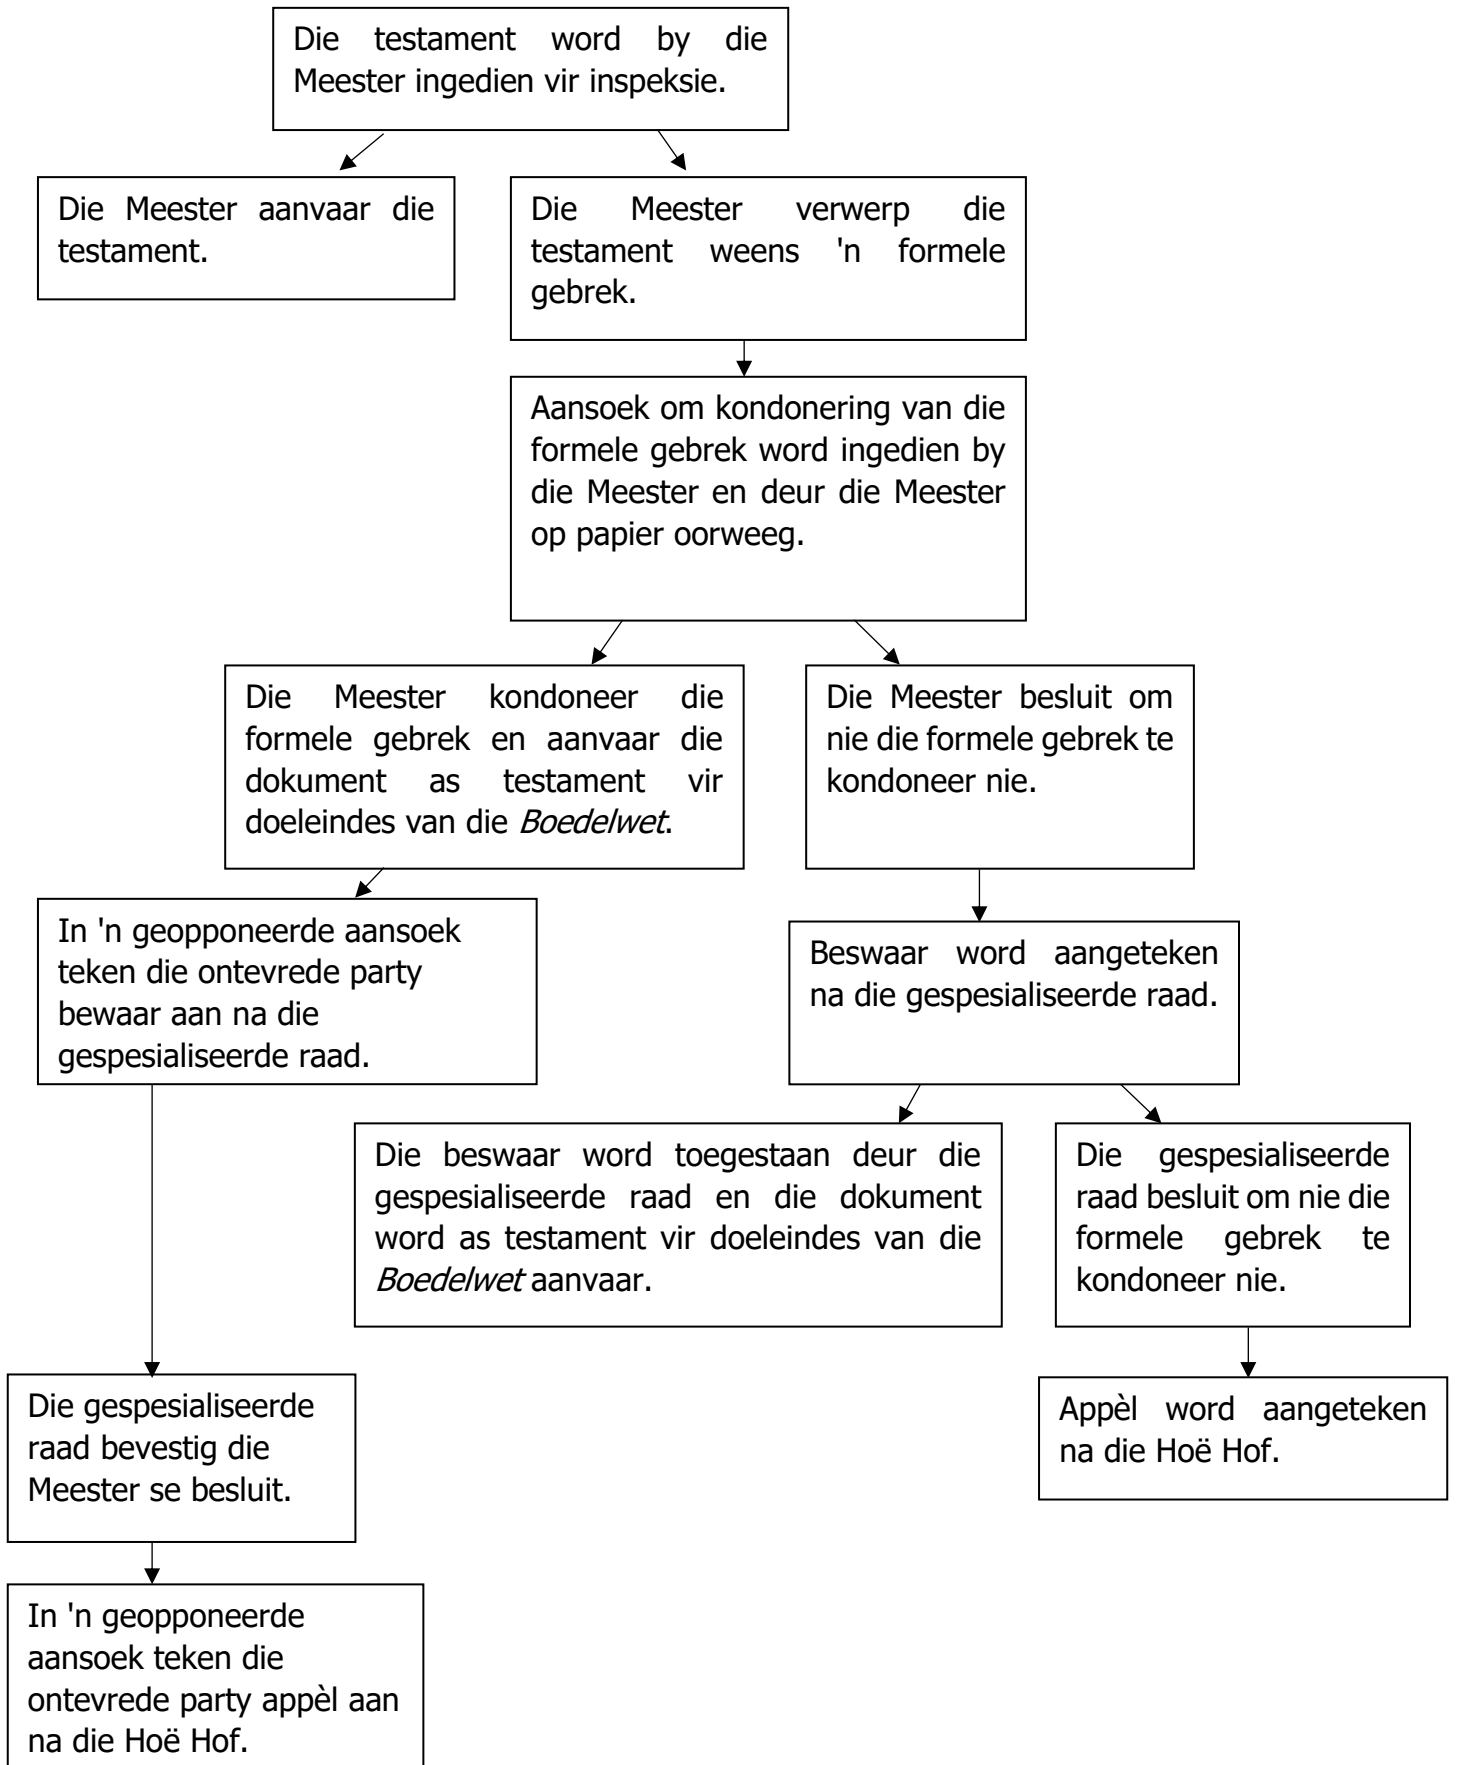 Die testament word by die
Meester ingedien vir inspeksie.
Die Meester aanvaar die
testament.
Die Meester verwerp die
testament weens 'n formele
gebrek.
Aansoek om kondonering van die
formele gebrek word ingedien by
die Meester en deur die Meester
op papier oorweeg.
Die Meester kondoneer die
formele gebrek en aanvaar die
dokument as testament vir
doeleindes van die Boedelwet.
Die Meester besluit om
nie die formele gebrek te
kondoneer nie.
In 'n geopponeerde aansoek
teken die ontevrede party
bewaar aan na die
gespesialiseerde raad.
Beswaar word aangeteken
na die gespesialiseerde raad.
Die beswaar word toegestaan deur die
gespesialiseerde raad en die dokument
word as testament vir doeleindes van die
Boedelwet aanvaar.
Die gespesialiseerde
raad besluit om nie die
formele gebrek te
kondoneer nie.
Die gespesialiseerde
raad bevestig die
Meester se besluit.
Appèl word aangeteken
na die Hoë Hof.
In 'n geopponeerde
aansoek teken die
ontevrede party appèl aan
na die Hoë Hof.